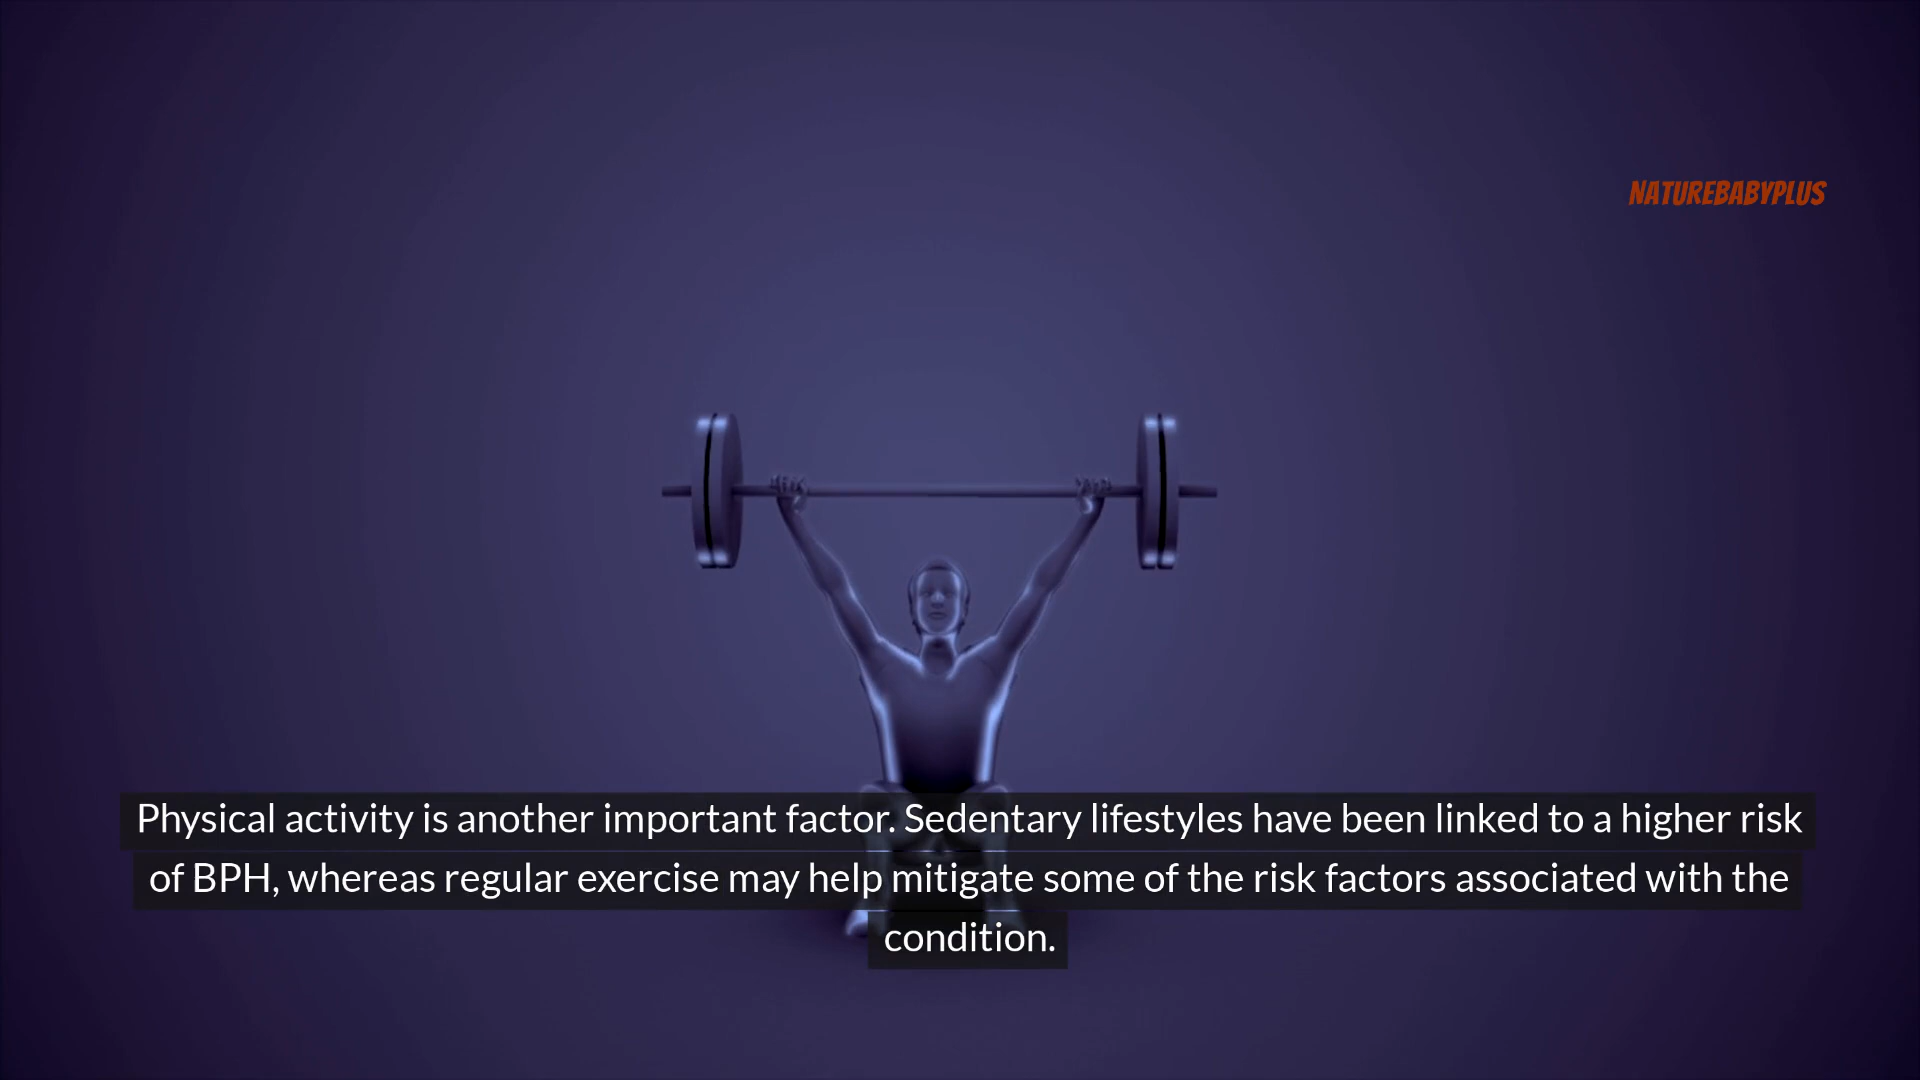 NATUREBABYPLUS
Physical activity is another important factor. Sedentary lifestyles have been linked to a higher risk
of BPH, whereas regular exercise may help mitigate some of the risk factors associated with the
condition.